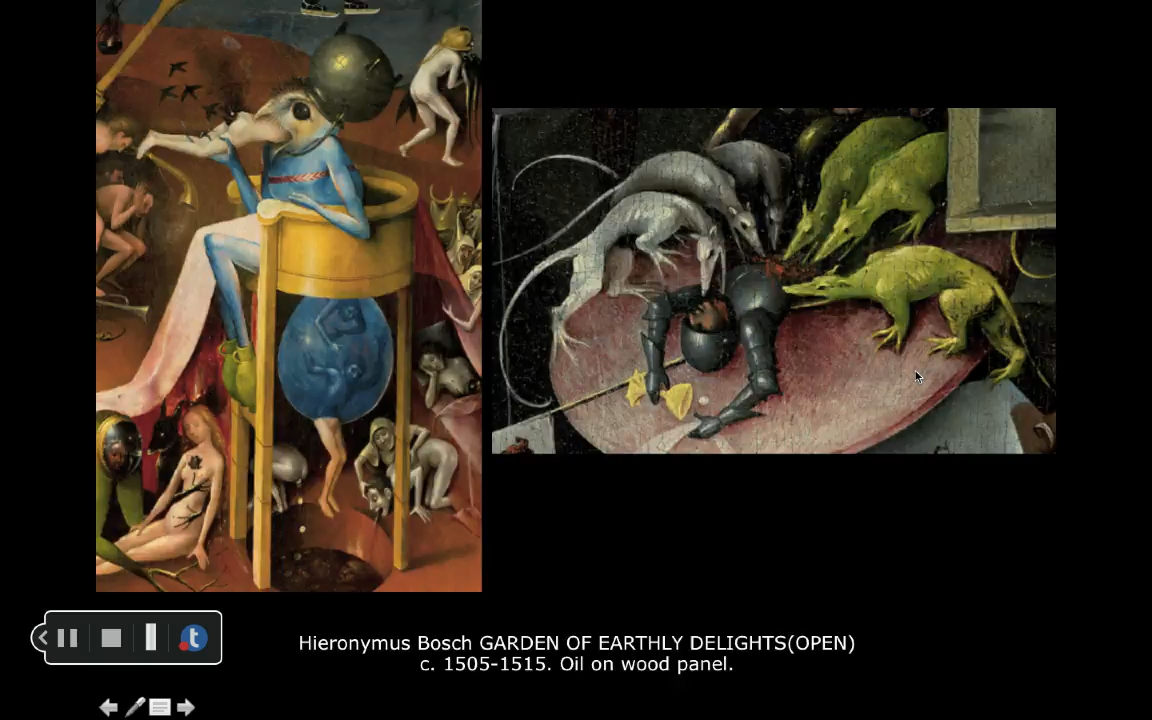 t
Hieronymus Bosch GARDEN OF EARTHLY DELIGHTS(OPEN)
c. 1505-1515. Oil on wood panel.